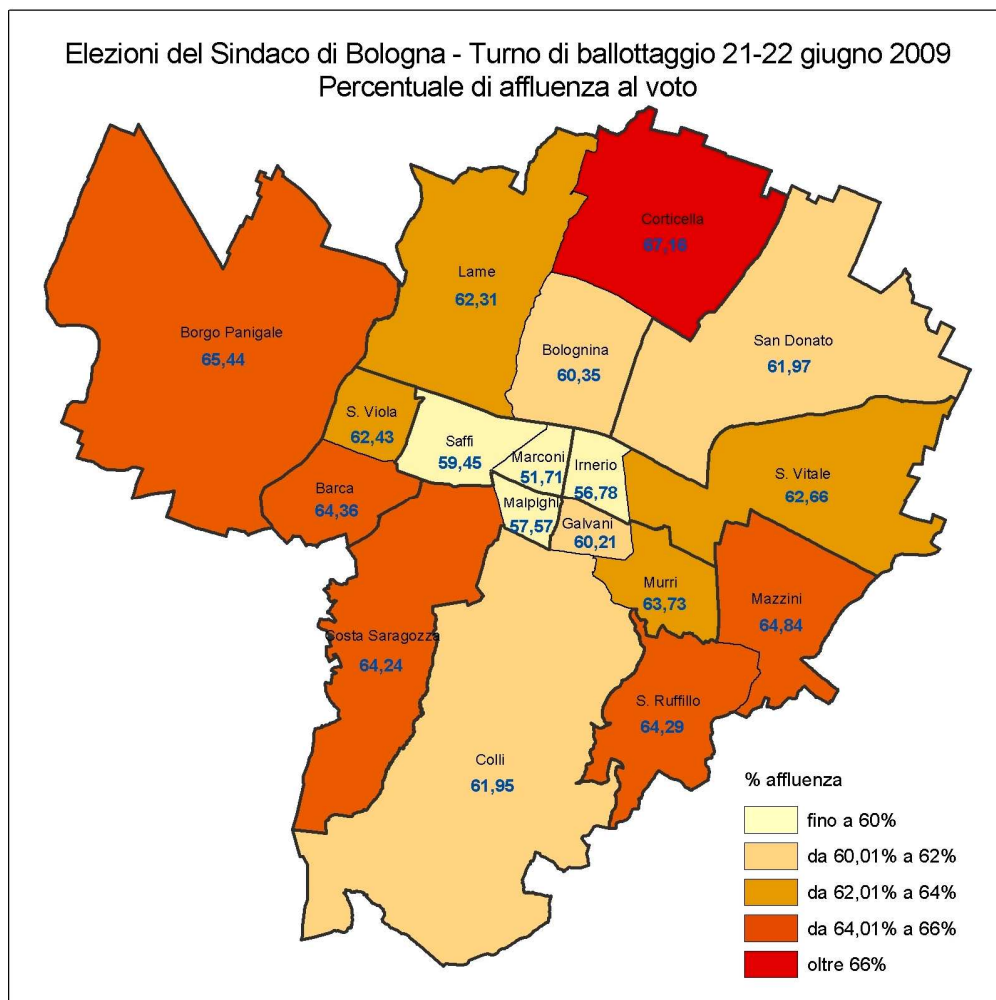 Elezioni del Sindaco di Bologna - Turno di ballottaggio 21-22 giugno 2009
Percentuale di affluenza al voto
Corticella
67,16
Lame
62,31
Borgo Panigale
65,44
Bolognina
60,35
San Donato
61,97
S. Viola
62,43
Saffi
59,45
Marconi
51,71
Irnerio
56,78
S. Vitale
62,66
Barca
64,36
Malpighi
57,57
Galvani
60,21
Murri
63,73
Mazzini
64,84
Costa Saragozza
64,24
S. Ruffillo
64,29
Colli
61,95
% affluenza
fino a 60%
da 60,01% a 62%
da 62,01% a 64%
da 64,01% a 66%
oltre 66%